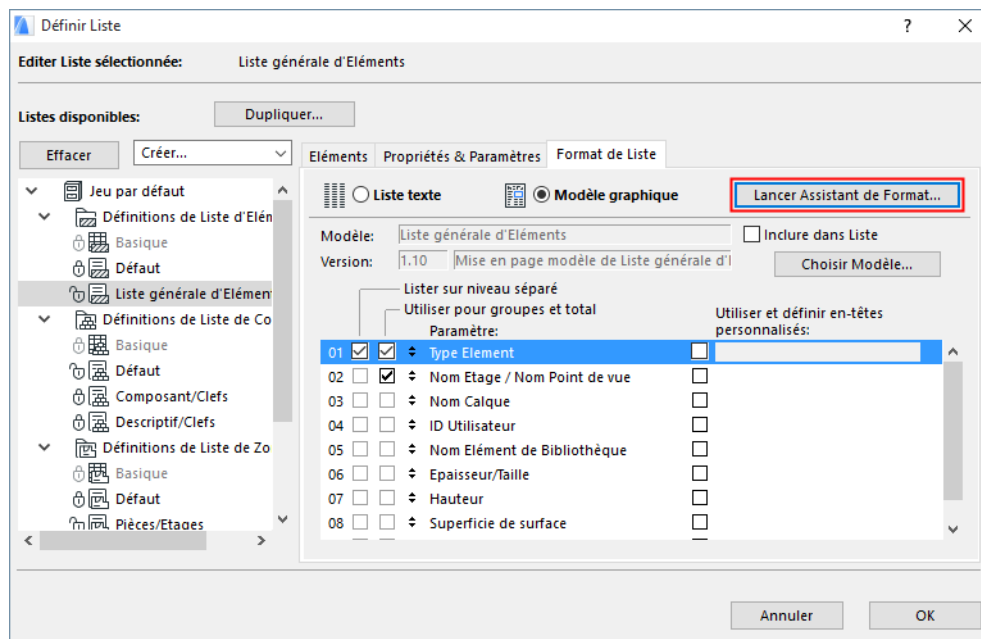 Définir Liste
?
Editer Liste sélectionnée: Liste générale d'Eléments
Listes disponibles:
Dupliquer...
Effacer
Créer...
Jeu par défaut
Définitions de Liste d'Elén
Basique
Défaut
Liste générale d'Elémen
Définitions de Liste de Co
Basique
Défaut
Composant/Clefs
Descriptif/Clefs
Définitions de Liste de Zo
Basique
Défaut
Pièces/Etages
Eléments Propriétés & Paramètres Format de Liste
Liste texte Modèle graphique Lancer Assistant de Format...
Modèle: Liste générale d'Eléments Inclure dans Liste
Version: 1.10 Mise en page modèle de Liste générale d'l Choisir Modèle...
Lister sur niveau séparé
Utiliser pour groupes et total
Paramètre:
Utiliser et définir en-têtes
personnalisés:
01 Type Element
02 Nom Etage / Nom Point de vue
03 Nom Calque
04 ID Utilisateur
05 Nom Elément de Bibliothèque
06 Epaisseur/Taille
07 Hauteur
08 Superficie de surface
Annuler OK